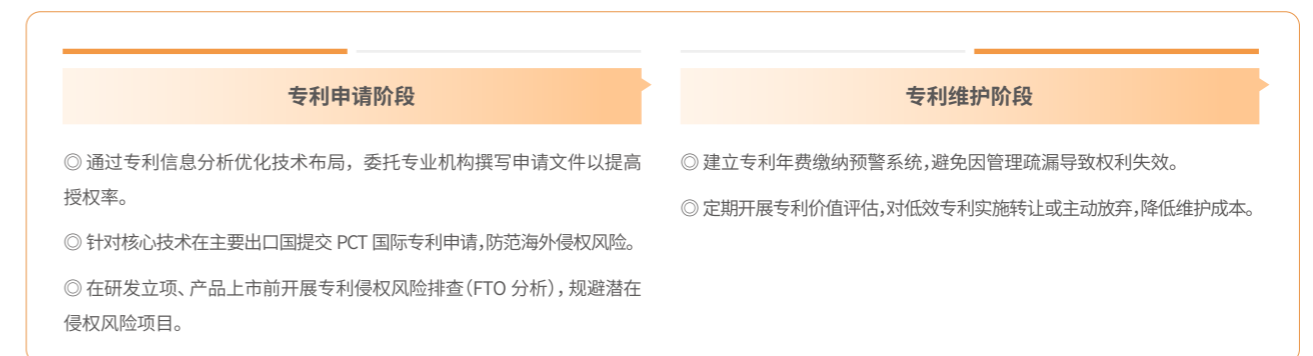 专利申请阶段
◎ 通过专利信息分析优化技术布局，委托专业机构撰写申请文件以提高
授权率。
◎ 针对核心技术在主要出口国提交 PCT 国际专利申请，防范海外侵权风险。
◎ 在研发立项、产品上市前开展专利侵权风险排查（FTO 分析），规避潜在
侵权风险项目。
专利维护阶段
◎ 建立专利年费缴纳预警系统，避免因管理疏漏导致权利失效。
◎ 定期开展专利价值评估，对低效专利实施转让或主动放弃，降低维护成本。